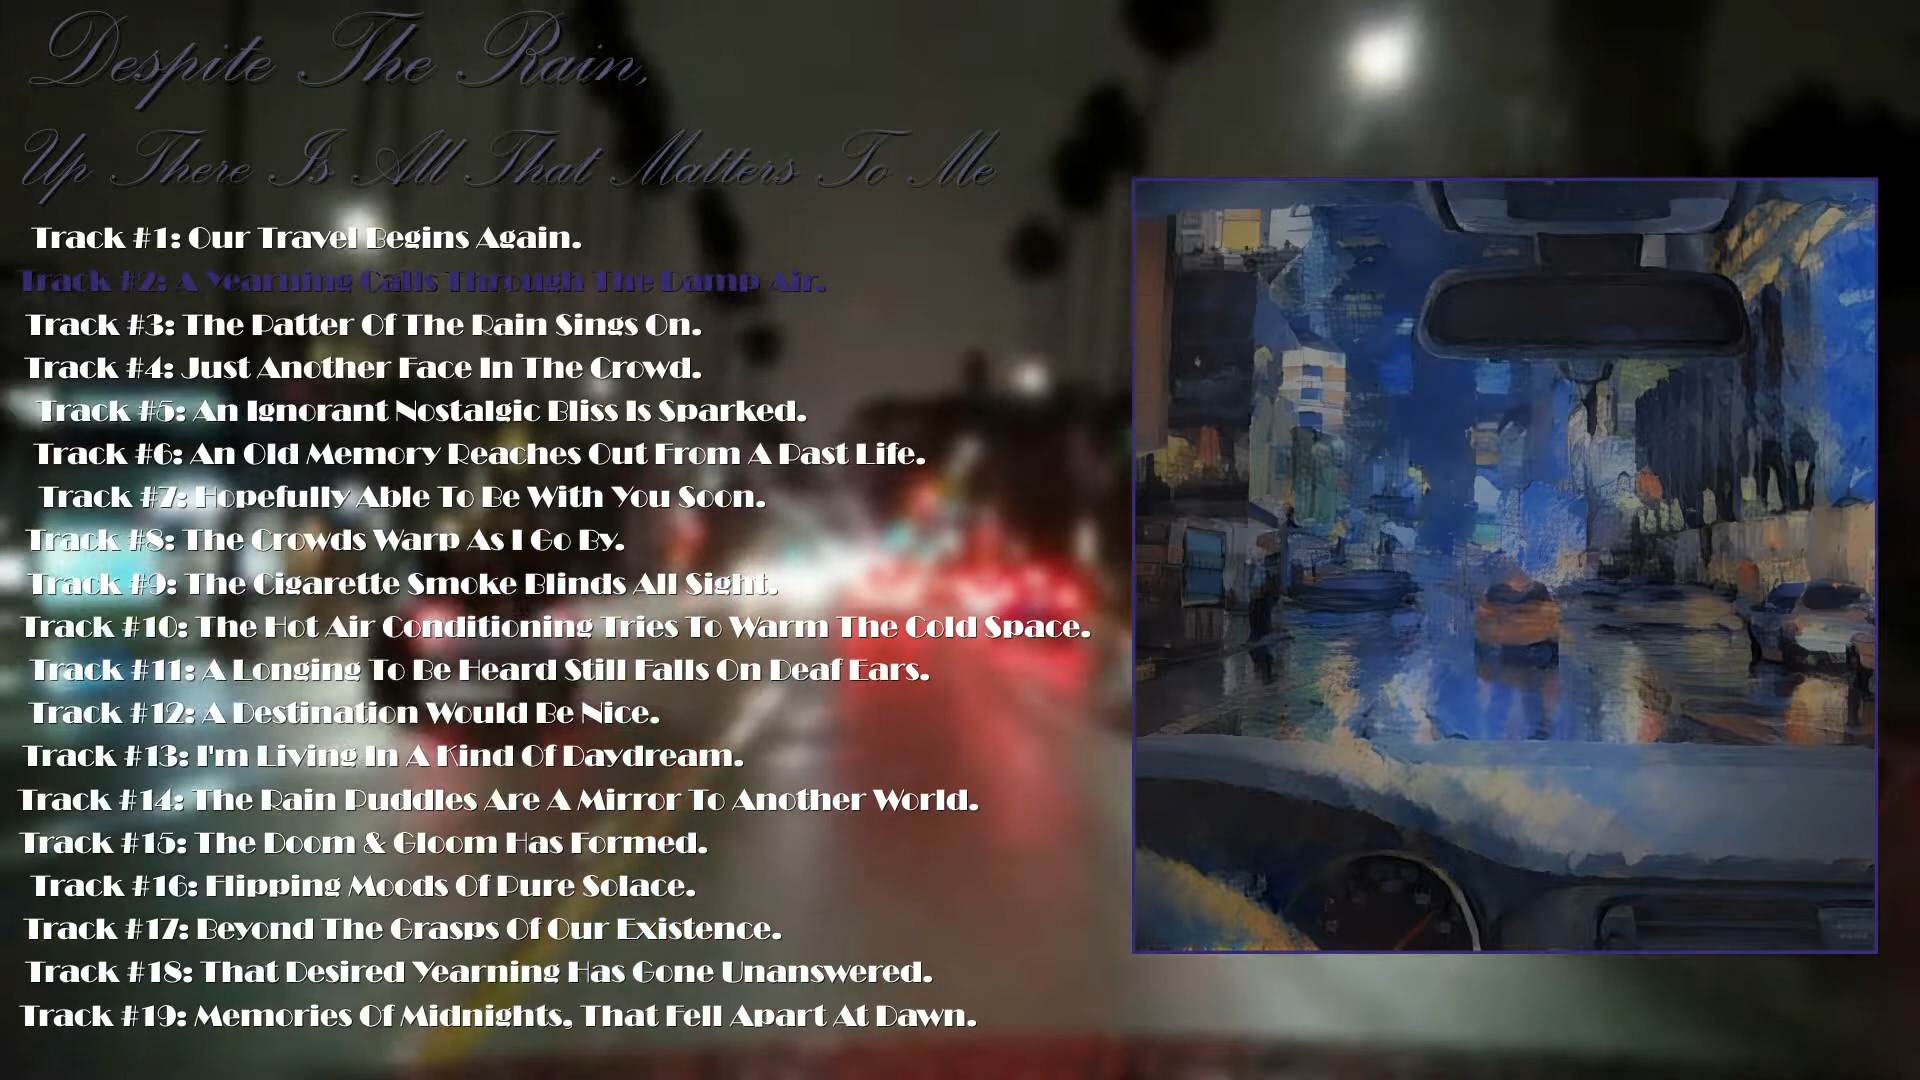 Despite The Rain,
Up There Is All That Matters To Me
Track #1: Our Travel Begins Again.
Track #2: A Yearning Calls Through The Damp Air.
Track #3: The Patter Of The Rain Sings On.
Track #4: Just Another Face In The Crowd.
Track #5: An Ignorant Nostalgic Bliss Is Sparked.
Track #6: An Old Memory Reaches Out From A Past Life.
Track #7: Hopefully Able To Be With You Soon.
Track #8: The Crowds Warp As I Go By.
Track #9: The Cigarette Smoke Blinds All Sight.
Track #10: The Hot Air Conditioning Tries To Warm The Cold Space.
Track #11: A Longing To Be Heard Still Falls On Deaf Ears.
Track #12: A Destination Would Be Nice.
Track #13: I'm Living In A Kind Of Daydream.
Track #14: The Rain Puddles Are A Mirror To Another World.
Track #15: The Doom & Gloom Has Formed.
Track #16: Flipping Moods Of Pure Solace.
Track #17: Beyond The Grasps Of Our Existence.
Track #18: That Desired Yearning Has Gone Unanswered.
Track #19: Memories Of Midnights, That Fell Apart At Dawn.